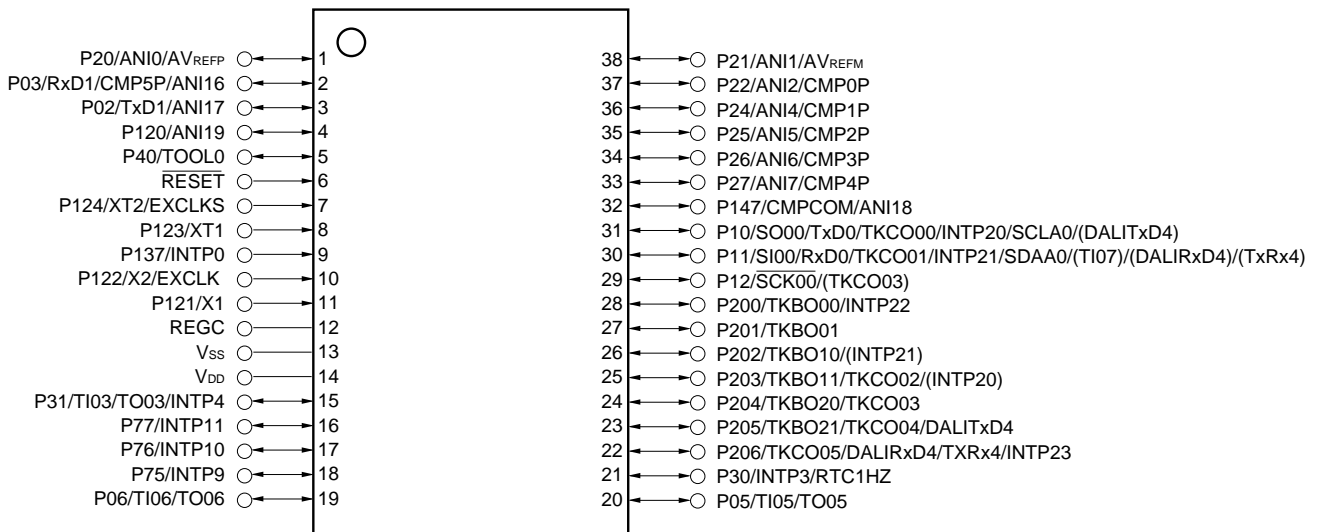 P20/ANI0/AVREFP 1 38 P21/ANI1/AVREFM
P03/RxD1/CMP5P/ANI16 2 37 P22/ANI2/CMP0P
P02/TxD1/ANI17 3 36 P24/ANI4/CMP1P
P120/ANI19 4 35 P25/ANI5/CMP2P
P40/TOOL0 5 34 P26/ANI6/CMP3P
RESET 6 33 P27/ANI7/CMP4P
P124/XT2/EXCLKS 7 32 P147/CMPCOM/ANI18
P123/XT1 8 31 P10/SO00/TxD0/TKCO00/INTP20/SCLA0/(DALITxD4)
P137/INTP0 9 30 P11/SI00/RxD0/TKCO01/INTP21/SDAA0/(TI07)/(DALIRxD4)/(TxRx4)
P122/X2/EXCLK 10 29 P12/SCK00/(TKCO03)
P121/X1 11 28 P200/TKBO00/INTP22
REGC 12 27 P201/TKBO01
VSS 13 26 P202/TKBO10/(INTP21)
VDD 14 25 P203/TKBO11/TKCO02/(INTP20)
P31/TI03/TO03/INTP4 15 24 P204/TKBO20/TKCO03
P77/INTP11 16 23 P205/TKBO21/TKCO04/DALITxD4
P76/INTP10 17 22 P206/TKCO05/DALIRxD4/TXRx4/INTP23
P75/INTP9 18 21 P30/INTP3/RTC1HZ
P06/TI06/TO06 19 20 P05/TI05/TO05